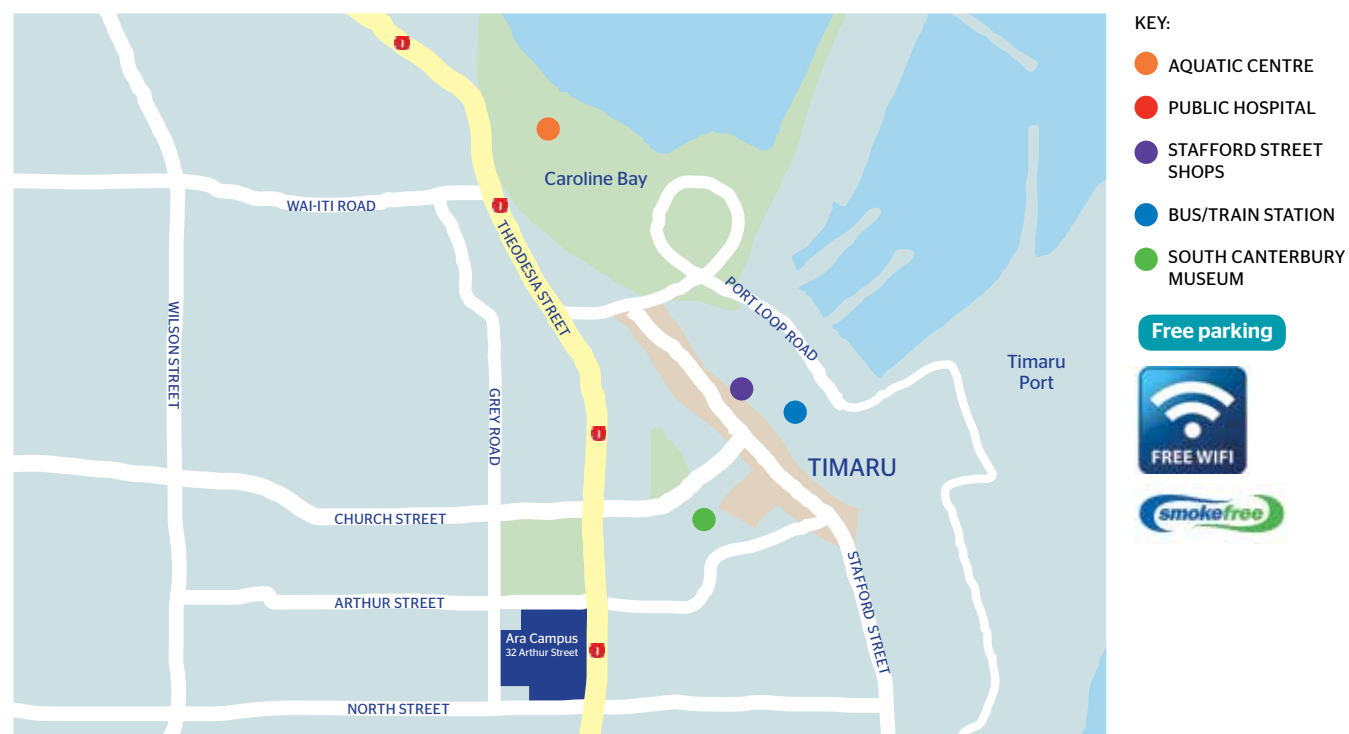 Caroline Bay
WAI-ITI ROAD
THEODESIA STREET
PORT LOOP ROAD
WILSON STREET
GREY ROAD
Timaru
Port
TIMARU
CHURCH STREET
ARTHUR STREET
STAFFORD STREET
Ara Campus
32 Arthur Street
NORTH STREET
KEY:
AQUATIC CENTRE
PUBLIC HOSPITAL
STAFFORD STREET
SHOPS
BUS/TRAIN STATION
SOUTH CANTERBURY
MUSEUM
Free parking
FREE WIFI
smokefree